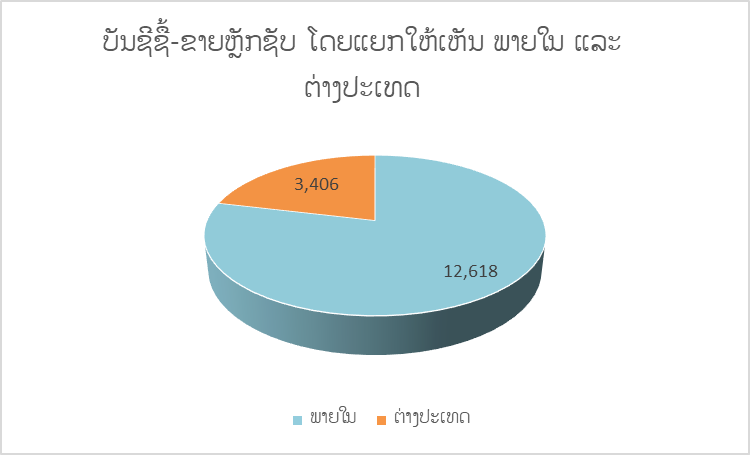 ບັນຊີຊື້-ຂາຍຫຼັກຊັບ ໂດຍແຍກໃຫ້ເຫັນ ພາຍໃນ ແລະ
ຕ່າງປະເທດ
3,406
12,618
ພາຍໃນ ຕ່າງປະເທດ